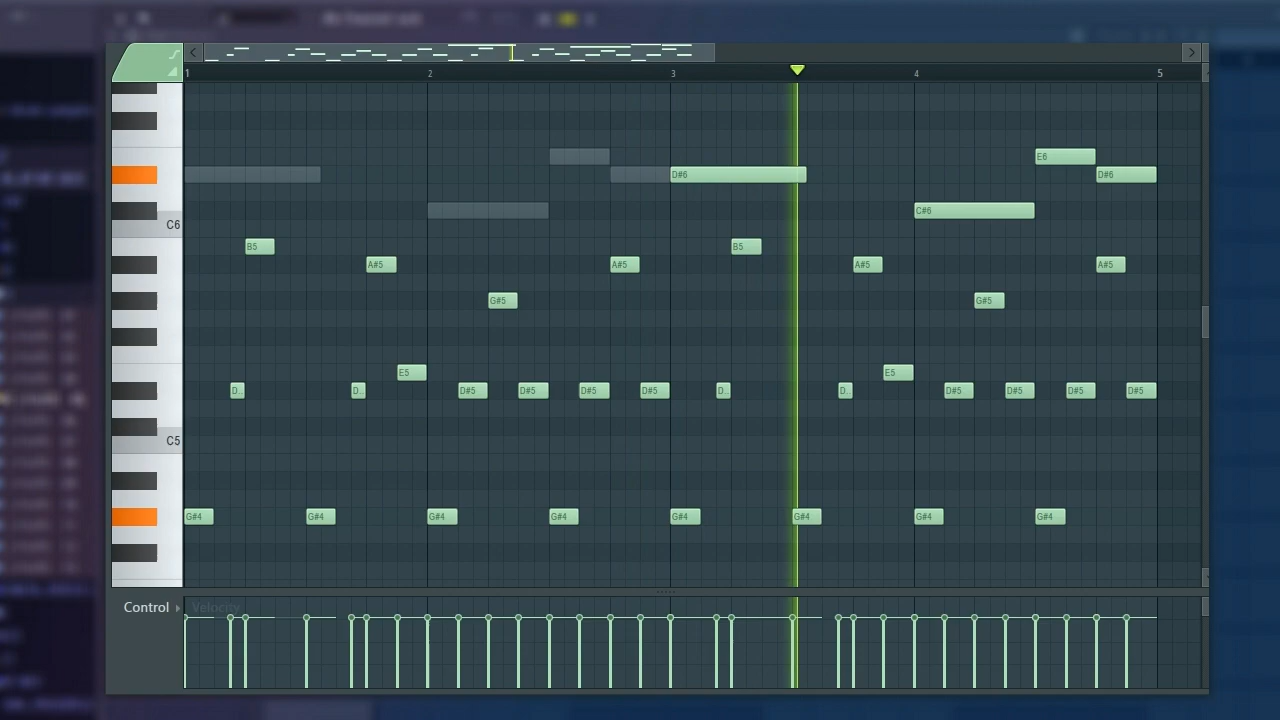 1 2 3 4 5
E6
D#6 D#6
C#6
C6
B5 B5
A#5 A#5 A#5 A#5
G#5 G#5
E5 E5
D.. D.. D#5 D#5 D#5 D#5 D.. D.. D#5 D#5 D#5 D#5
C5
G#4 G#4 G#4 G#4 G#4 G#4 G#4 G#4
Control Velocity